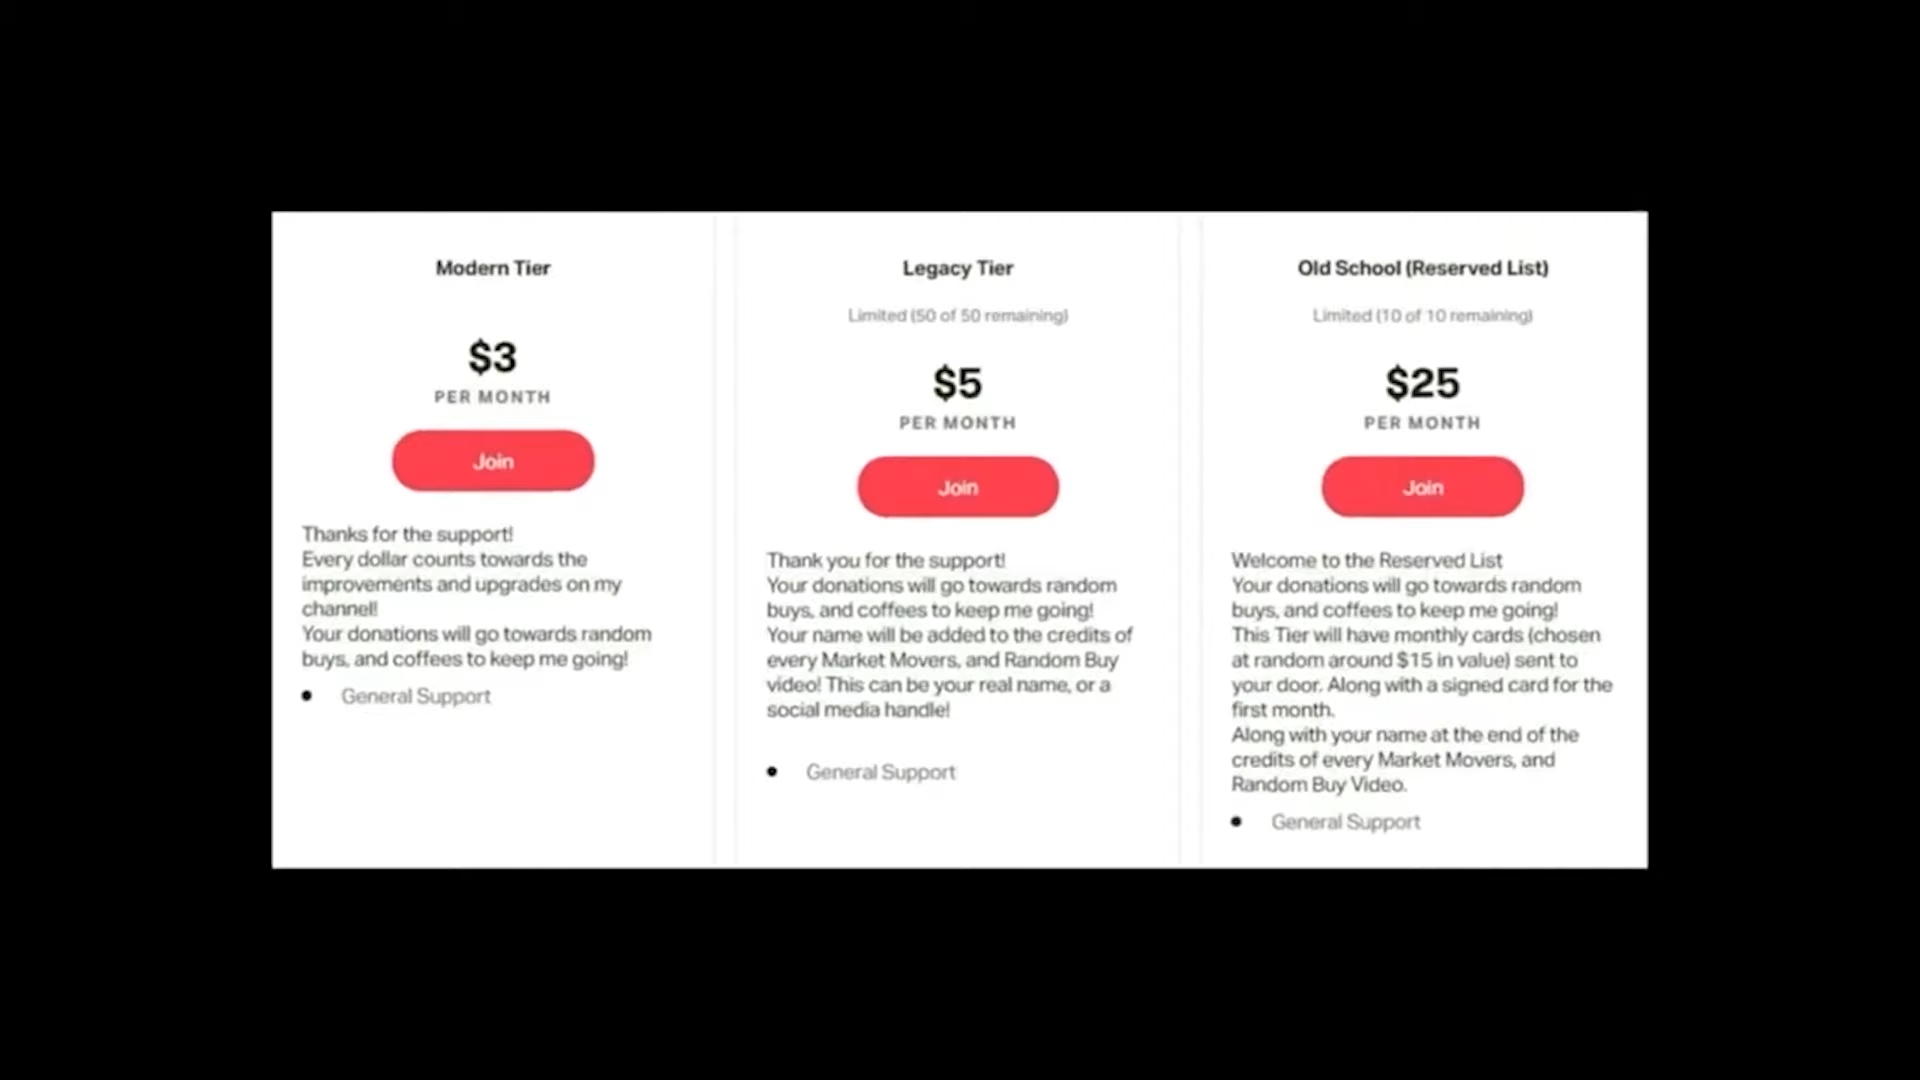 Modern Tier
$3
PER MONTH
Join
Thanks for the support!
Every dollar counts towards the
improvements and upgrades on my
channel!
Your donations will go towards random
buys, and coffees to keep me going!
• General Support
Legacy Tier
Limited (50 of 50 remaining)
$5
PER MONTH
Join
Thank you for the support!
Your donations will go towards random
buys, and coffees to keep me going!
Your name will be added to the credits of
every Market Movers, and Random Buy
video! This can be your real name, or a
social media handle!
• General Support
Old School (Reserved List)
Limited (10 of 10 remaining)
$25
PER MONTH
Join
Welcome to the Reserved List
Your donations will go towards random
buys, and coffees to keep me going!
This Tier will have monthly cards (chosen
at random around $15 in value) sent to
your door. Along with a signed card for the
first month.
Along with your name at the end of the
credits of every Market Movers, and
Random Buy Video.
• General Support